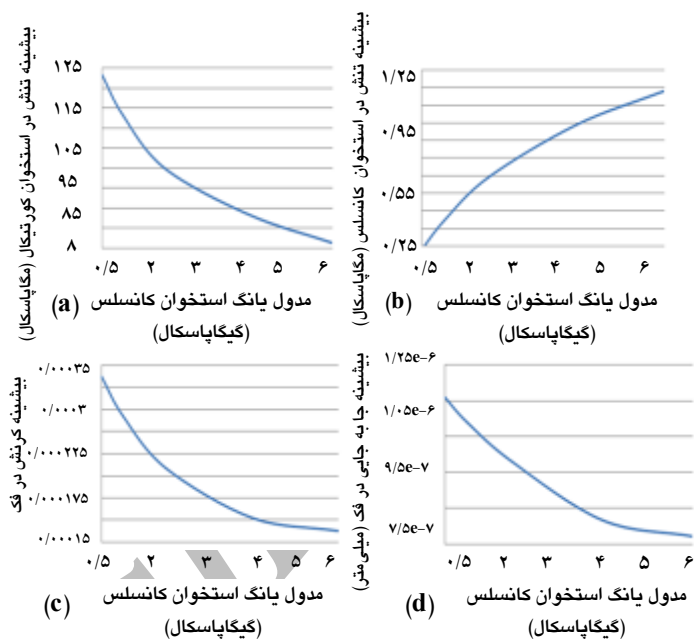 بیشینه تنش در استخوان کورتیکال (مگاپاسکال)
۱۲۵
۱۱۵
۱۰۵
۹۵
۸۵
۸
۰/۵ ۲ ۳ ۴ ۵ ۶
(a) مدول یانگ استخوان کانسلس
(گیگاپاسکال)
بیشینه تنش در استخوان کانسلس (مگاپاسکال)
۱/۲۵
۰/۹۵
۰/۵۵
۰/۲۵
۰/۵ ۲ ۳ ۴ ۵ ۶
(b) مدول یانگ استخوان کانسلس
(گیگاپاسکال)
بیشینه کرنش در فک
۰/۰۰۰۳۵
۰/۰۰۰۳
۰/۰۰۰۲۲۵
۰/۰۰۰۱۷۵
۰/۰۰۰۱۵
۰/۵ ۲ ۳ ۴ ۵ ۶
(c) مدول یانگ استخوان کانسلس
(گیگاپاسکال)
بیشینه جا به جایی در فک (میلی‌متر)
۱/۲۵e-۶
۱/۰۵e-۶
۹/۵e-۷
۷/۵e-۷
۰/۵ ۲ ۳ ۴ ۵ ۶
(d) مدول یانگ استخوان کانسلس
(گیگاپاسکال)